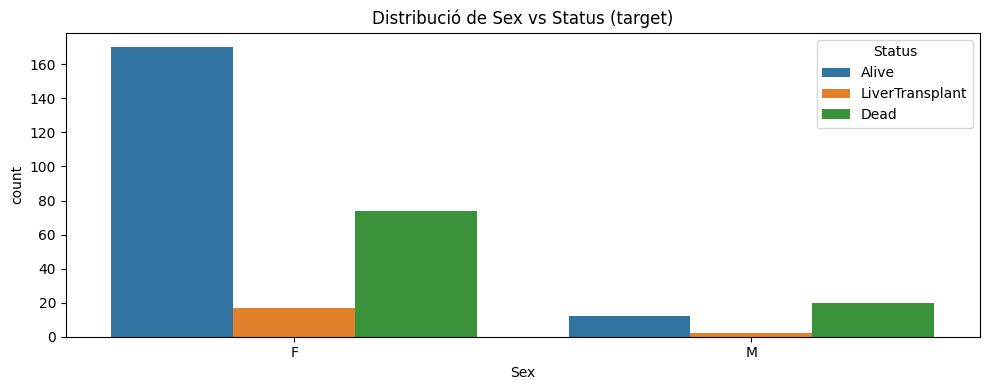 Distribució de Sex vs Status (target)
Status
Alive
LiverTransplant
Dead
160
140
120
100
80
60
40
20
0
count
F
M
Sex